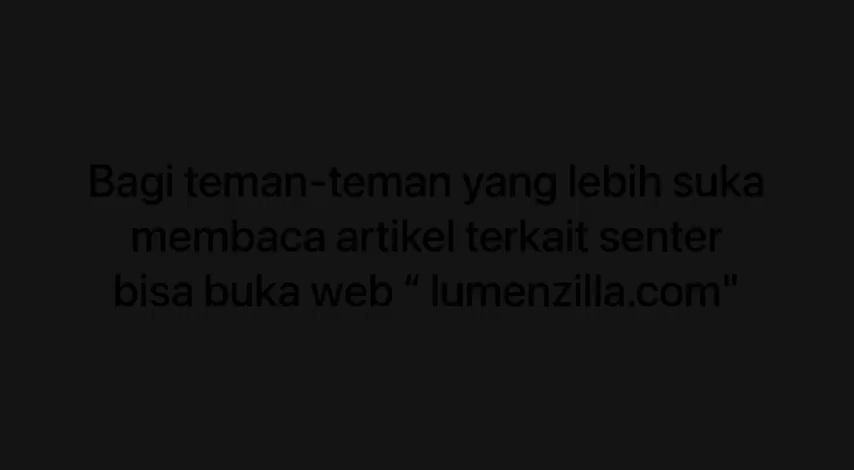 Bagi teman-teman yang lebih suka
membaca artikel terkait senter
bisa buka web “ lumenzilla.com"